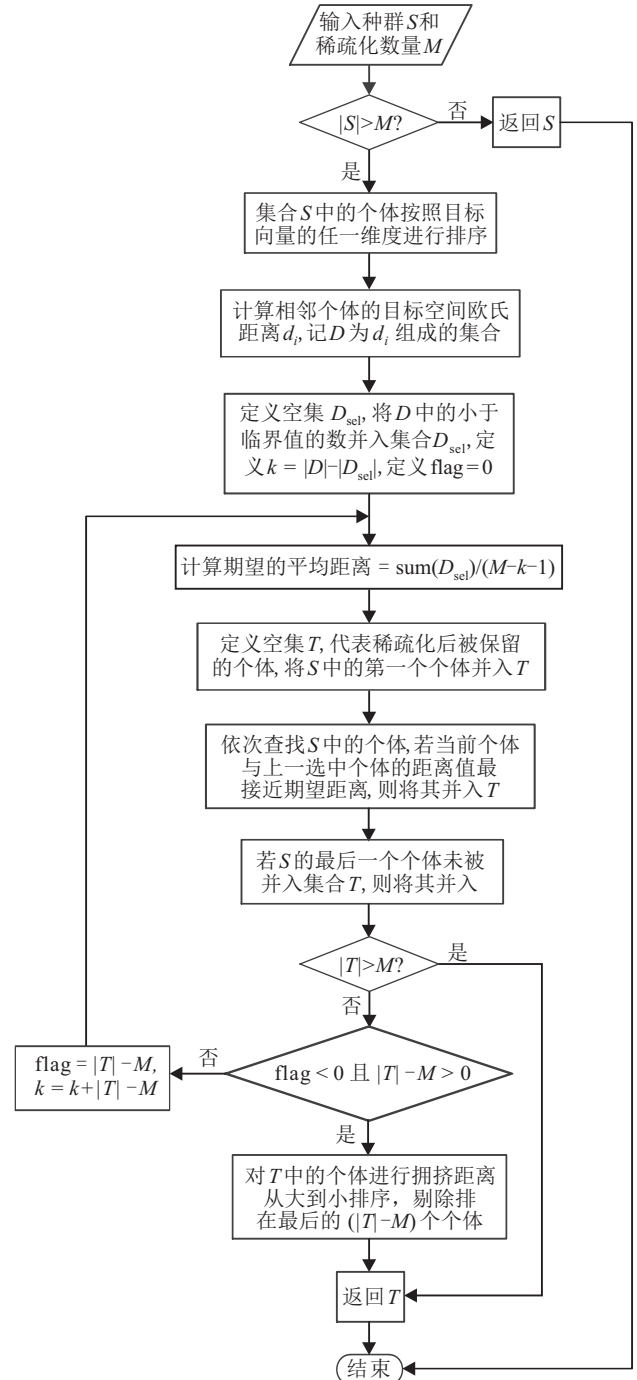 输入种群S和
稀疏化数量M
|S|>M?
否
返回S
是
集合S中的个体按照目标
向量的任一维度进行排序
计算相邻个体的目标空间欧氏
距离dᵢ,记D为dᵢ组成的集合
定义空集 D_sel, 将D中的小于
临界值的数并入集合D_sel, 定
义k = |D|−|D_sel|, 定义flag=0
计算期望的平均距离 = sum(D_sel)/(M−k−1)
定义空集T, 代表稀疏化后被保留
的个体, 将S中的第一个个体并入T
依次查找S中的个体, 若当前个体
与上一选中个体的距离值最
接近期望距离, 则将其并入T
若S的最后一个个体未被
并入集合T, 则将其并入
|T|>M?
是
否
flag < 0 且 |T| −M > 0
否
flag = |T| −M,
k = k+|T| −M
是
对T中的个体进行拥挤距离
从大到小排序，剔除排
在最后的 (|T|−M) 个个体
返回T
结束